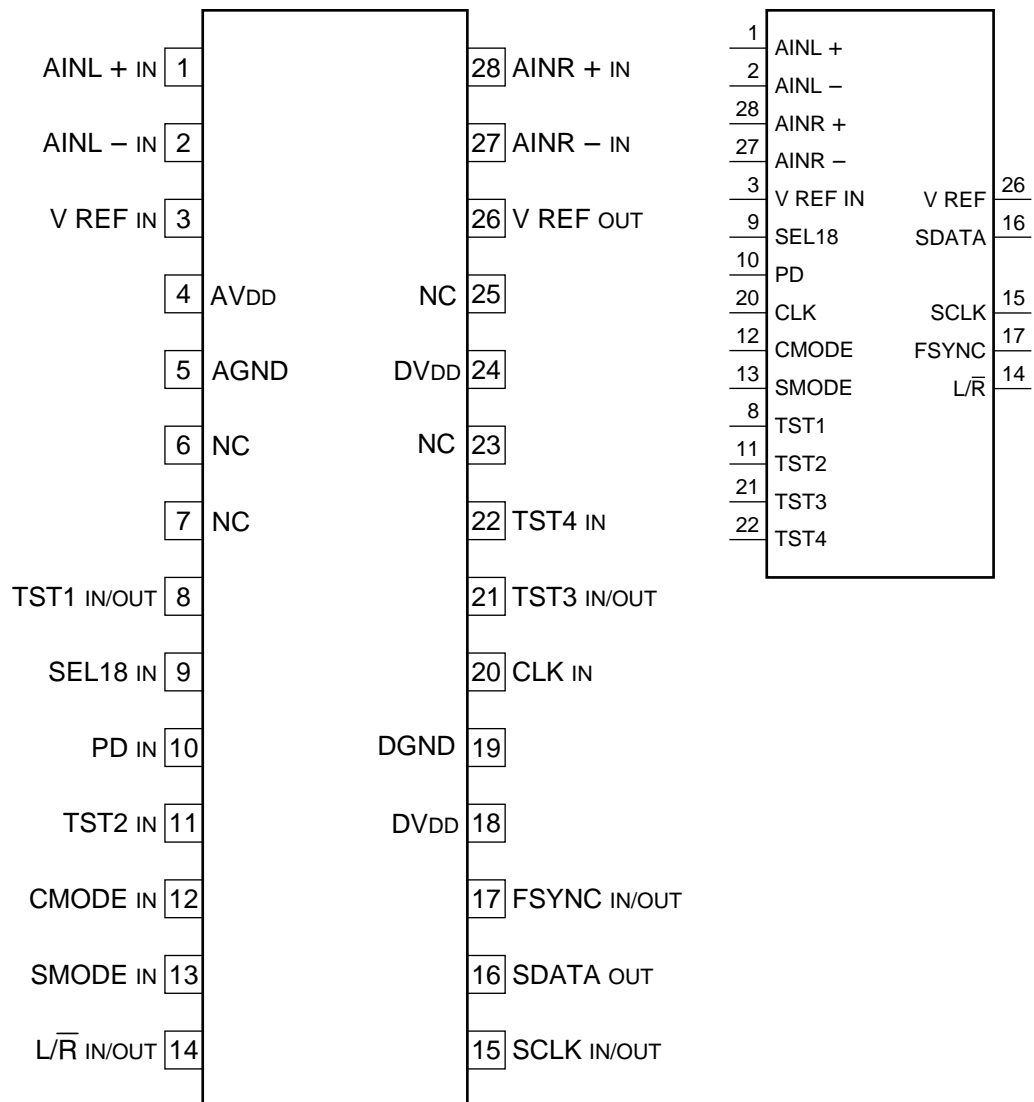 AINL + IN 1
AINL – IN 2
V REF IN 3
4 AVDD
5 AGND
6 NC
7 NC
TST1 IN/OUT 8
SEL18 IN 9
PD IN 10
TST2 IN 11
CMODE IN 12
SMODE IN 13
L/R̅ IN/OUT 14
28 AINR + IN
27 AINR – IN
26 V REF OUT
NC 25
DVDD 24
NC 23
22 TST4 IN
21 TST3 IN/OUT
20 CLK IN
DGND 19
DVDD 18
17 FSYNC IN/OUT
16 SDATA OUT
15 SCLK IN/OUT
1 AINL +
2 AINL –
28 AINR +
27 AINR –
3 V REF IN
9 SEL18
10 PD
20 CLK
12 CMODE
13 SMODE
8 TST1
11 TST2
21 TST3
22 TST4
V REF 26
SDATA 16
SCLK 15
FSYNC 17
L/R̅ 14